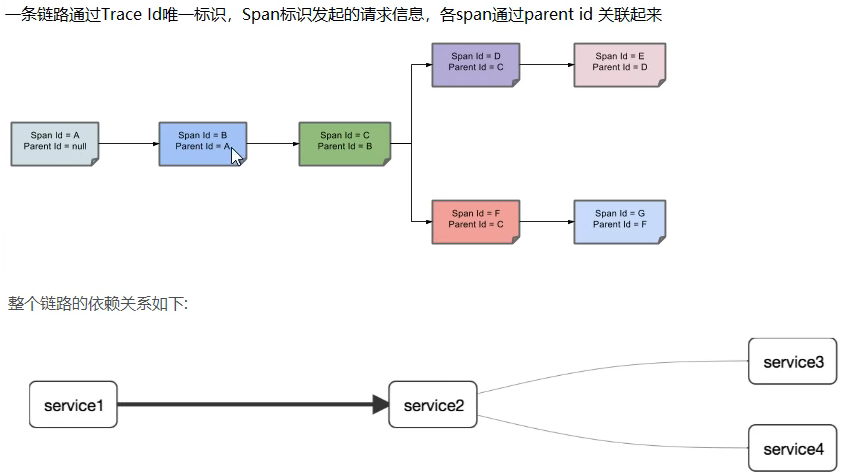 一条链路通过Trace Id唯一标识，Span标识发起的请求信息，各span通过parent id 关联起来
Span Id = D
Parent Id = C
Span Id = E
Parent Id = D
Span Id = A
Parent Id = null
Span Id = B
Parent Id = A
Span Id = C
Parent Id = B
Span Id = F
Parent Id = C
Span Id = G
Parent Id = F
整个链路的依赖关系如下:
service1
service2
service3
service4